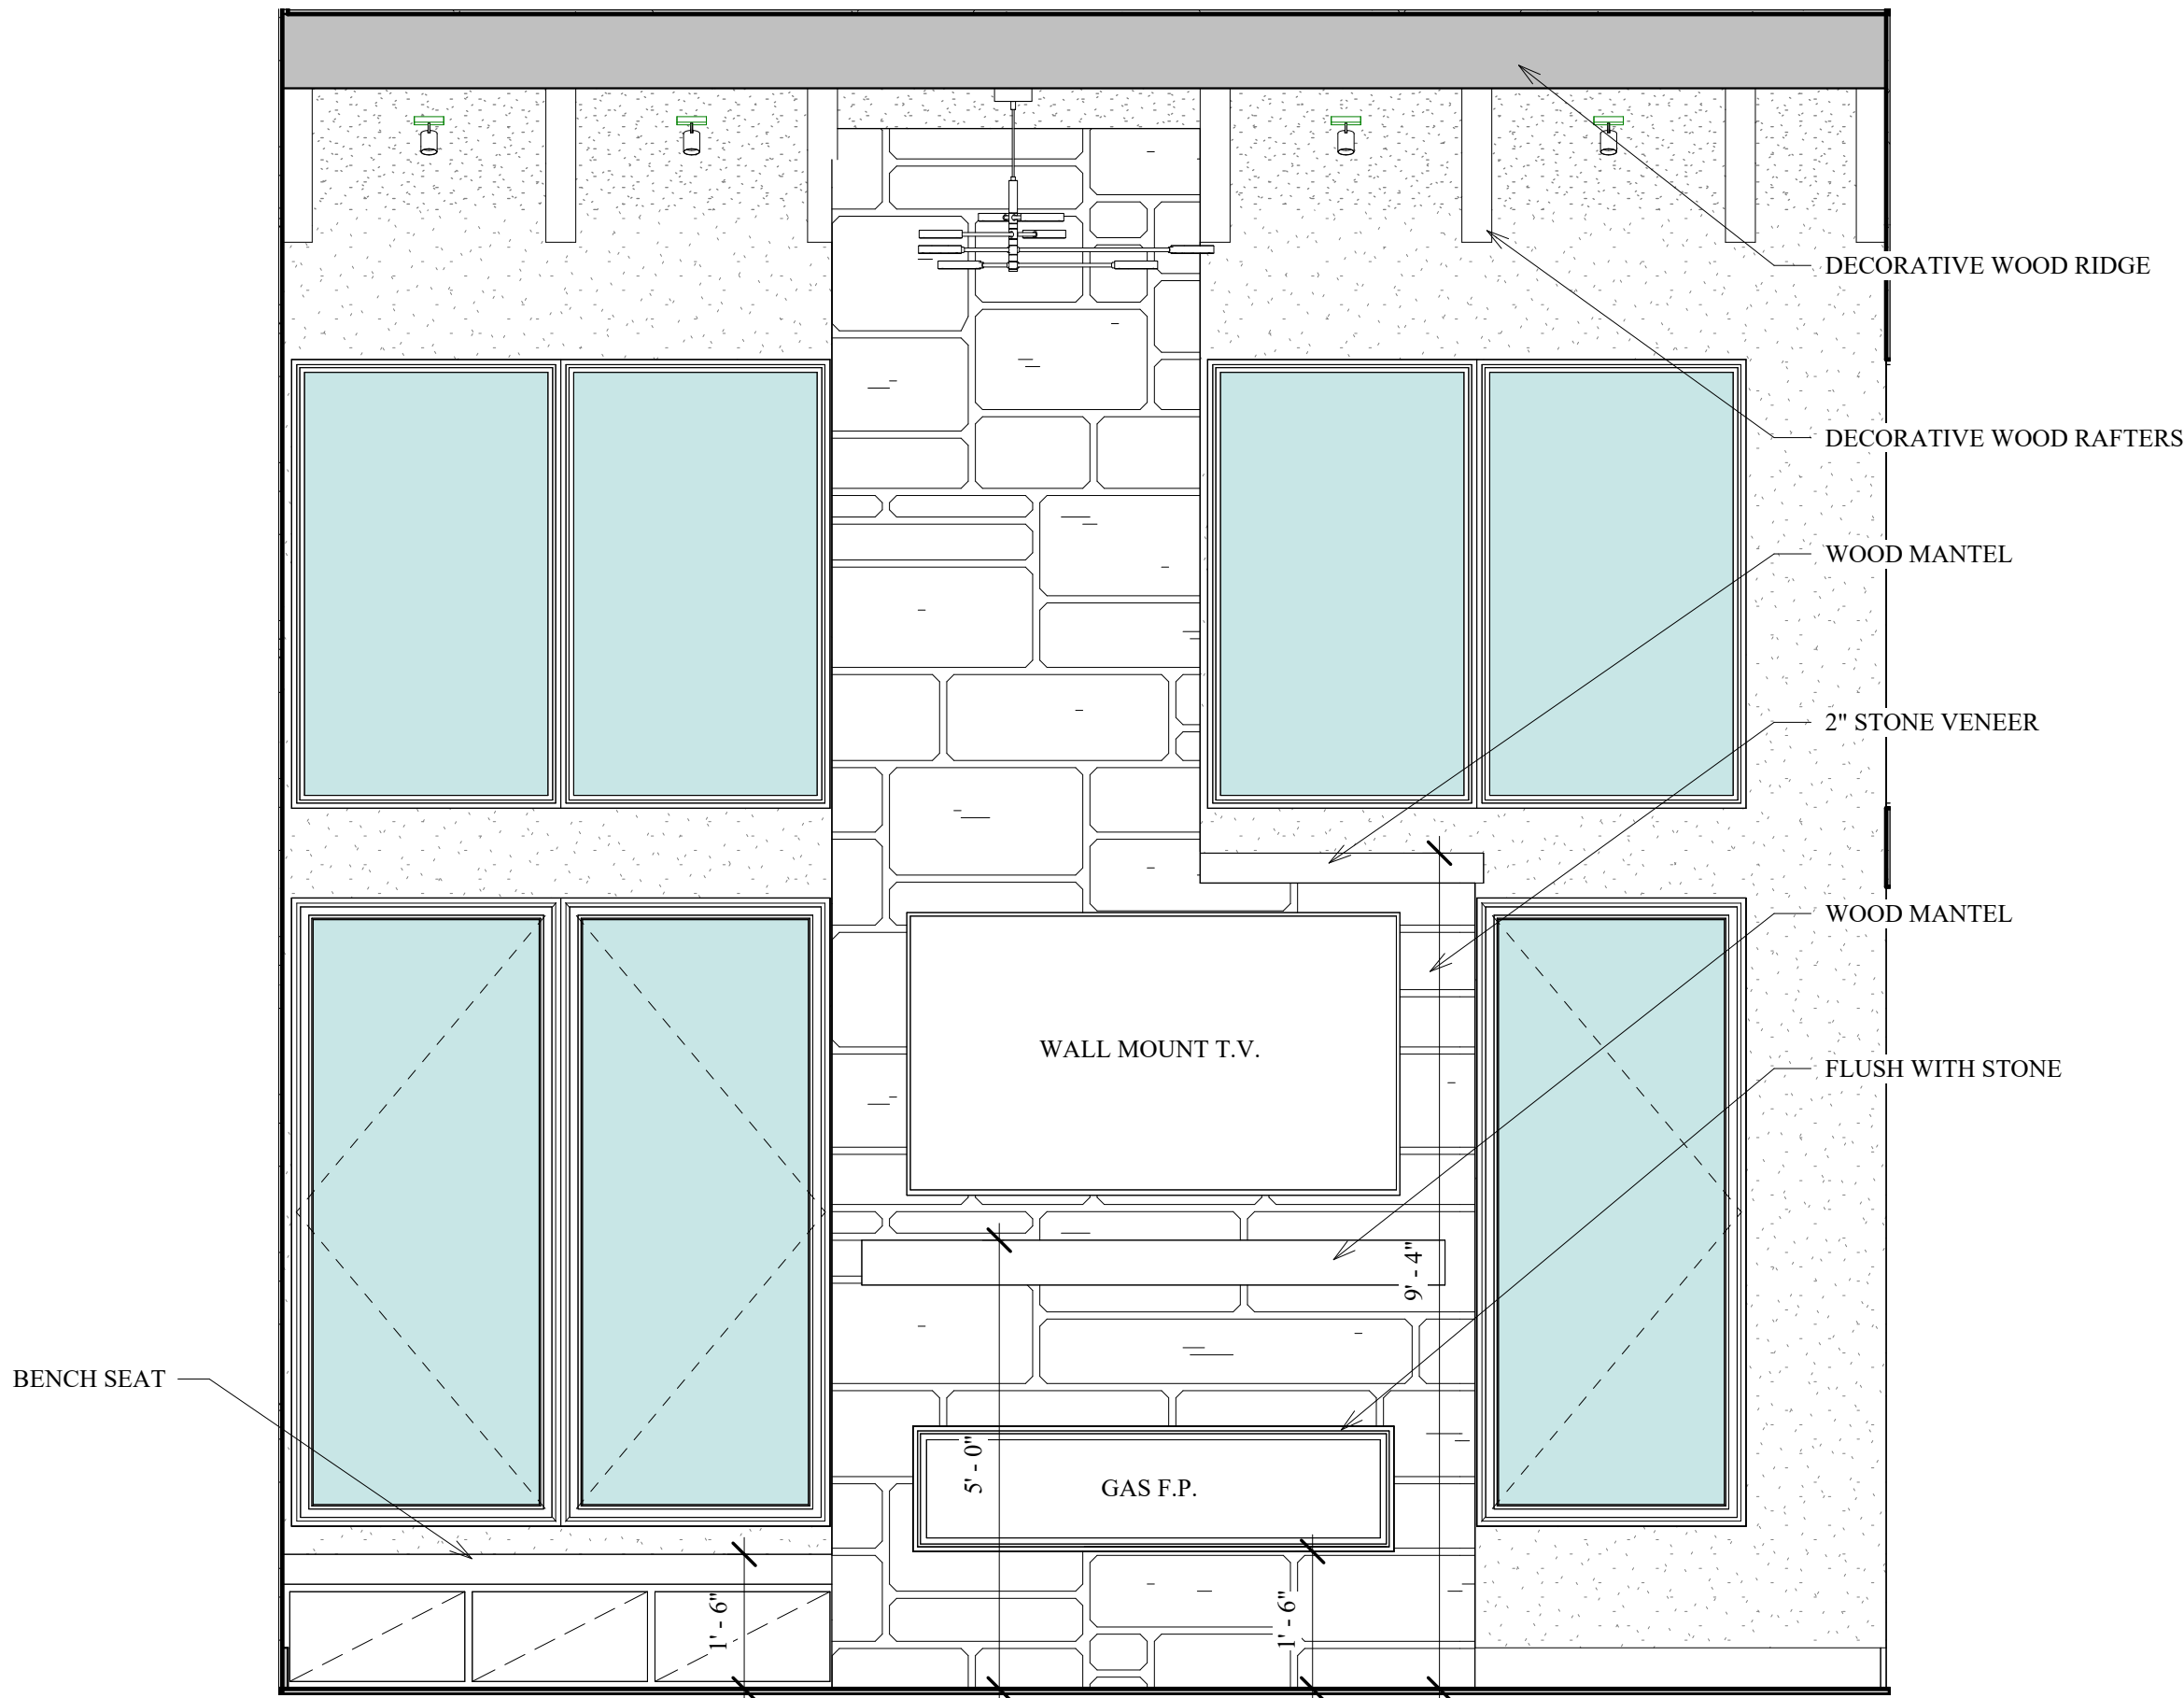 DECORATIVE WOOD RIDGE
DECORATIVE WOOD RAFTERS
WOOD MANTEL
2" STONE VENEER
WOOD MANTEL
WALL MOUNT T.V.
FLUSH WITH STONE
9' - 4"
BENCH SEAT
5' - 0"
GAS F.P.
1' - 6"
1' - 6"